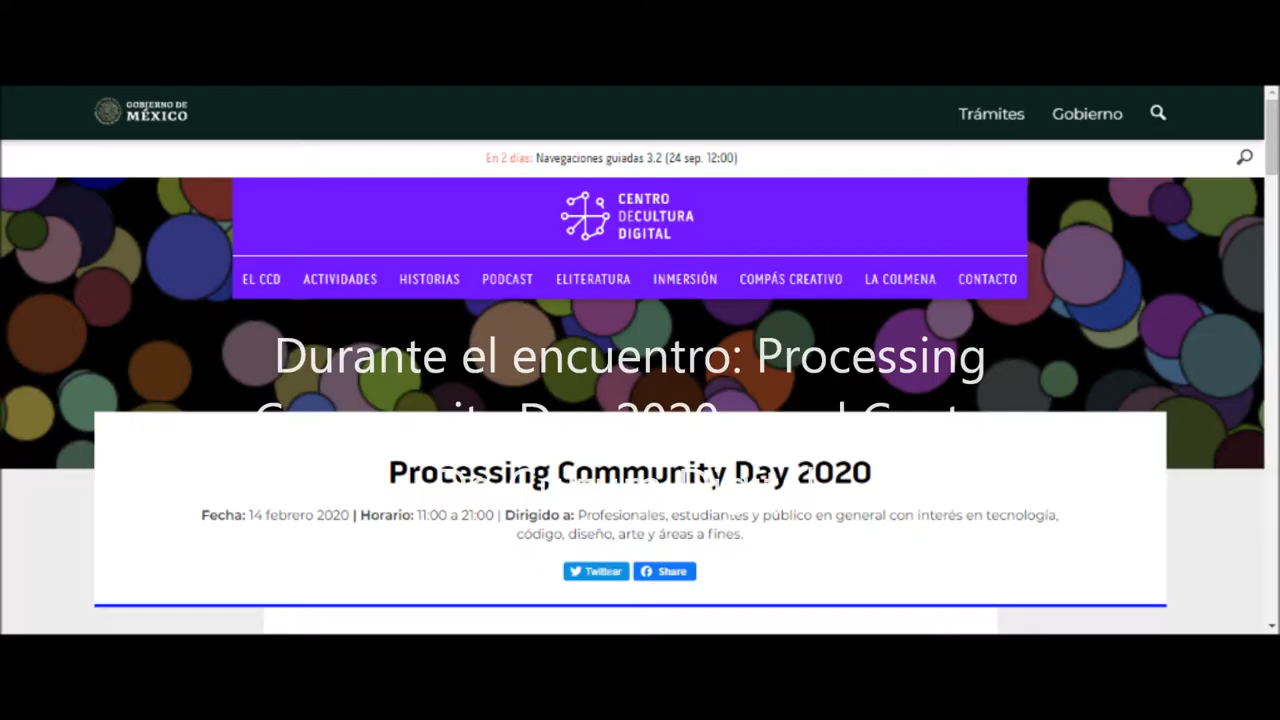 GOBIERNO DE
MÉXICO
Trámites Gobierno
En 2 días: Navegaciones guiadas 3.2 (24 sep. 12:00)
CENTRO
DECULTURA
DIGITAL
EL CCD ACTIVIDADES HISTORIAS PODCAST ELITERATURA INMERSIÓN COMPÁS CREATIVO LA COLMENA CONTACTO
Durante el encuentro: Processing
Day 2020
Processing Community Day 2020
Fecha: 14 febrero 2020 | Horario: 11:00 a 21:00 | Dirigido a: Profesionales, estudiantes y público en general con interés en tecnología,
código, diseño, arte y áreas a fines.
Twittear Share